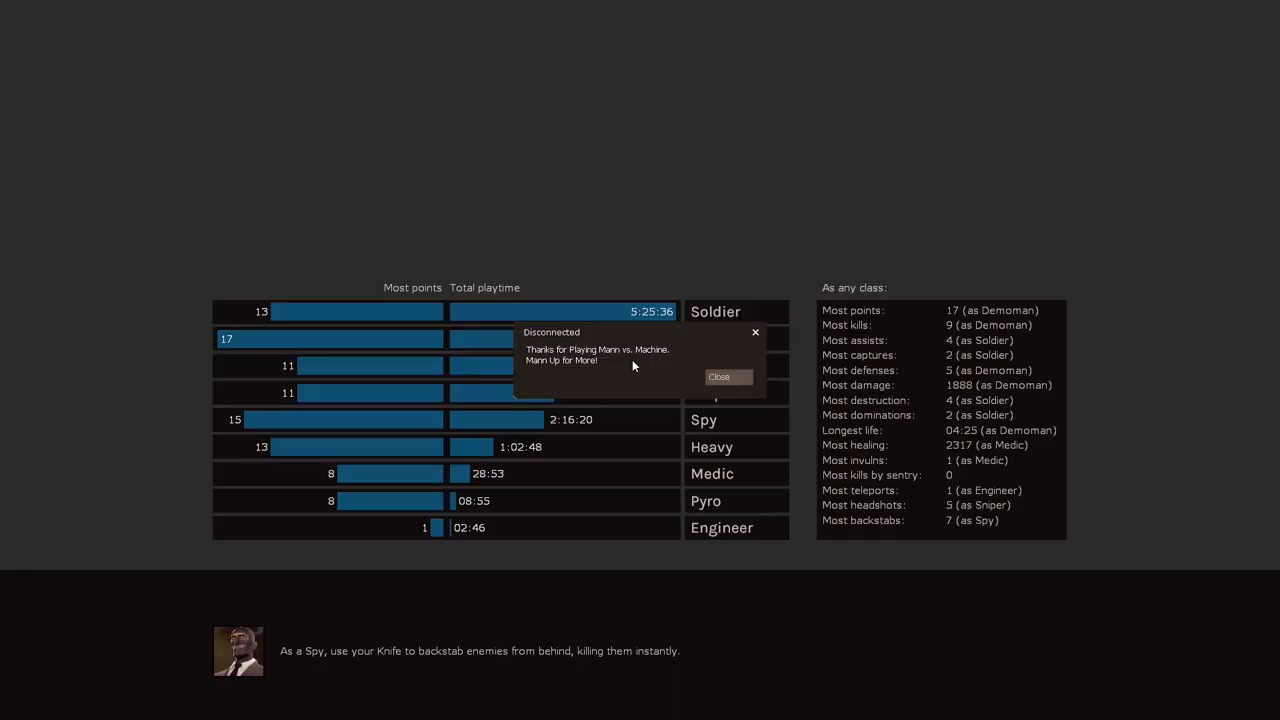 Most points Total playtime As any class:
13 5:25:36 Soldier
17
11
11
15 2:16:20 Spy
13 1:02:48 Heavy
8 28:53 Medic
8 08:55 Pyro
1 02:46 Engineer
Disconnected
Thanks for Playing Mann vs. Machine.
Mann Up for More!
Close
Most points: 17 (as Demoman)
Most kills: 9 (as Demoman)
Most assists: 4 (as Soldier)
Most captures: 2 (as Soldier)
Most defenses: 5 (as Demoman)
Most damage: 1888 (as Demoman)
Most destruction: 4 (as Soldier)
Most dominations: 2 (as Soldier)
Longest life: 04:25 (as Demoman)
Most healing: 2317 (as Medic)
Most invulns: 1 (as Medic)
Most kills by sentry: 0
Most teleports: 1 (as Engineer)
Most headshots: 5 (as Sniper)
Most backstabs: 7 (as Spy)
As a Spy, use your Knife to backstab enemies from behind, killing them instantly.